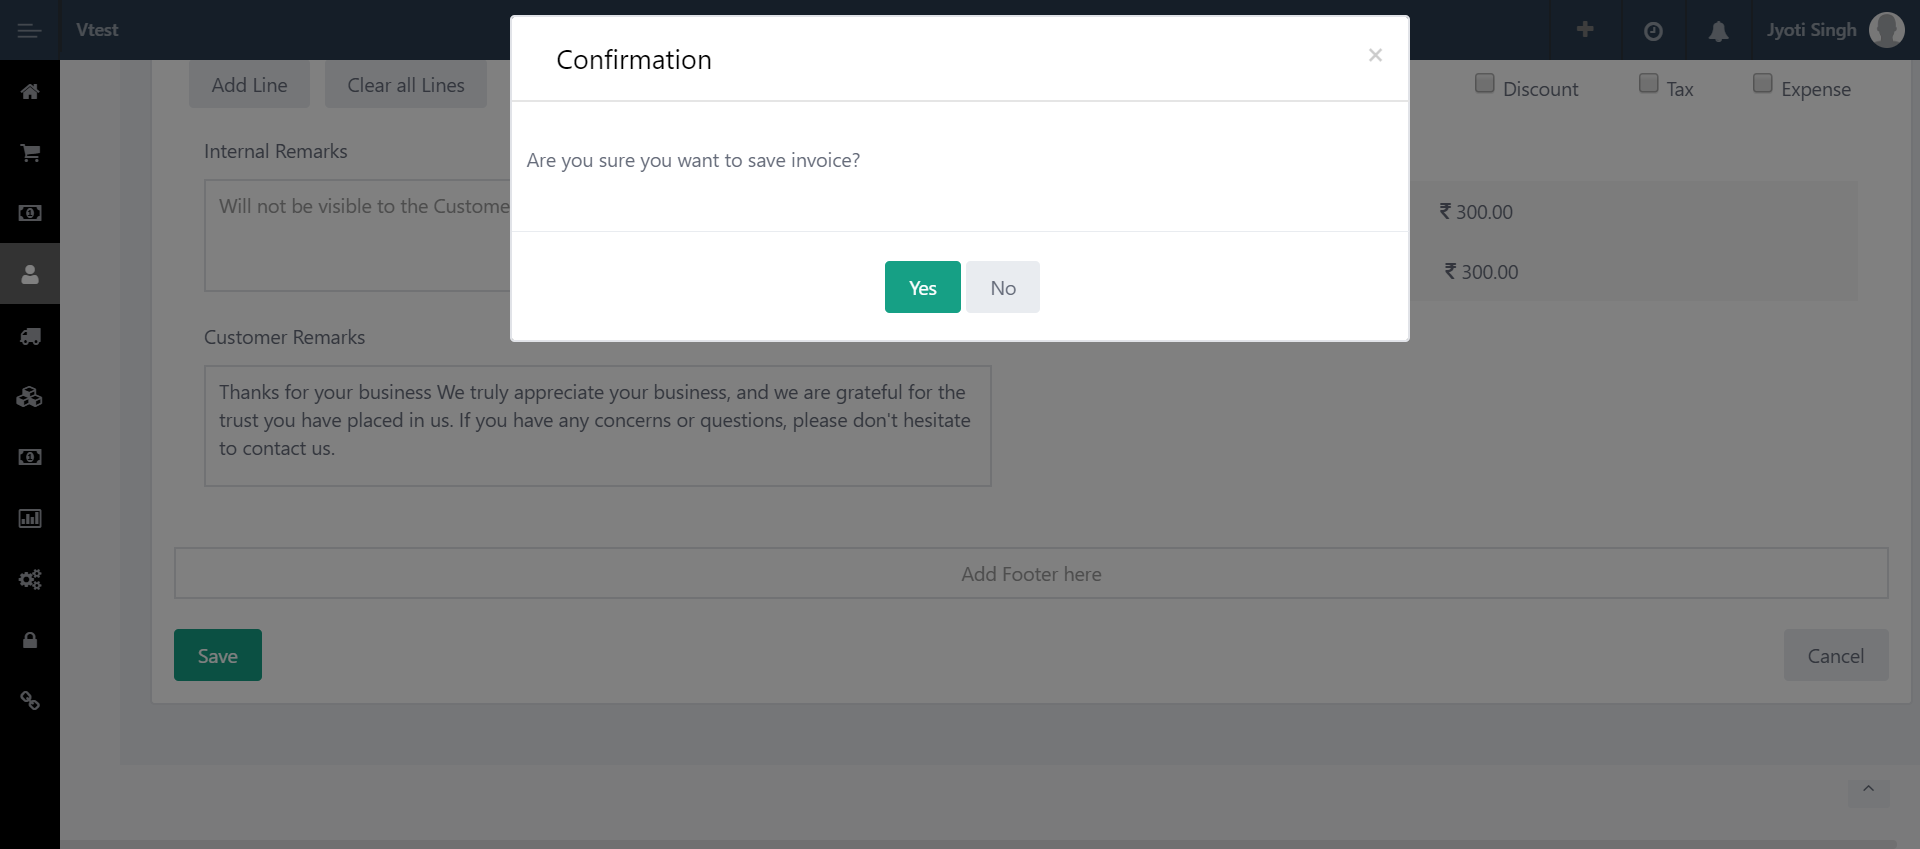 Vtest
Jyoti Singh
Confirmation
×
Add Line
Clear all Lines
Discount
Tax
Expense
Internal Remarks
Are you sure you want to save invoice?
Will not be visible to the Custome
₹ 300.00
₹ 300.00
Yes
No
Customer Remarks
Thanks for your business We truly appreciate your business, and we are grateful for the
trust you have placed in us. If you have any concerns or questions, please don't hesitate
to contact us.
Add Footer here
Save
Cancel